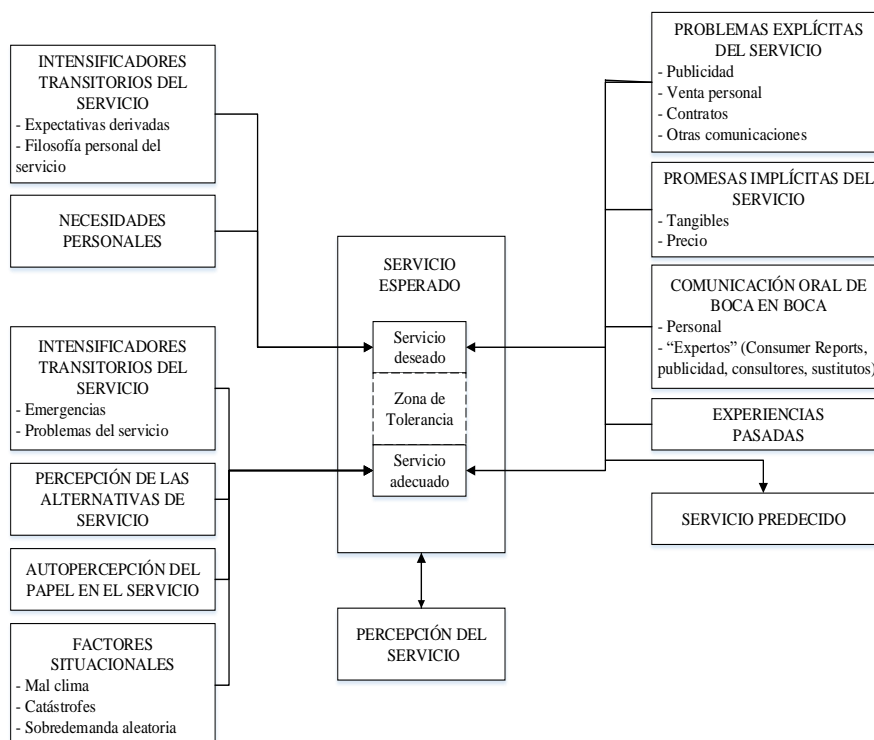 INTENSIFICADORES
TRANSITORIOS DEL
SERVICIO
- Expectativas derivadas
- Filosofía personal del
servicio
NECESIDADES
PERSONALES
INTENSIFICADORES
TRANSITORIOS DEL
SERVICIO
- Emergencias
- Problemas del servicio
PERCEPCIÓN DE LAS
ALTERNATIVAS DE
SERVICIO
AUTOPERCEPCIÓN DEL
PAPEL EN EL SERVICIO
FACTORES
SITUACIONALES
- Mal clima
- Catástrofes
- Sobredemanda aleatoria
SERVICIO
ESPERADO
Servicio
deseado
Zona de
Tolerancia
Servicio
adecuado
PERCEPCIÓN DEL
SERVICIO
PROBLEMAS EXPLÍCITAS
DEL SERVICIO
- Publicidad
- Venta personal
- Contratos
- Otras comunicaciones
PROMESAS IMPLÍCITAS DEL
SERVICIO
- Tangibles
- Precio
COMUNICACIÓN ORAL DE
BOCA EN BOCA
- Personal
- “Expertos” (Consumer Reports,
publicidad, consultores, sustitutos)
EXPERIENCIAS
PASADAS
SERVICIO PREDECIDO